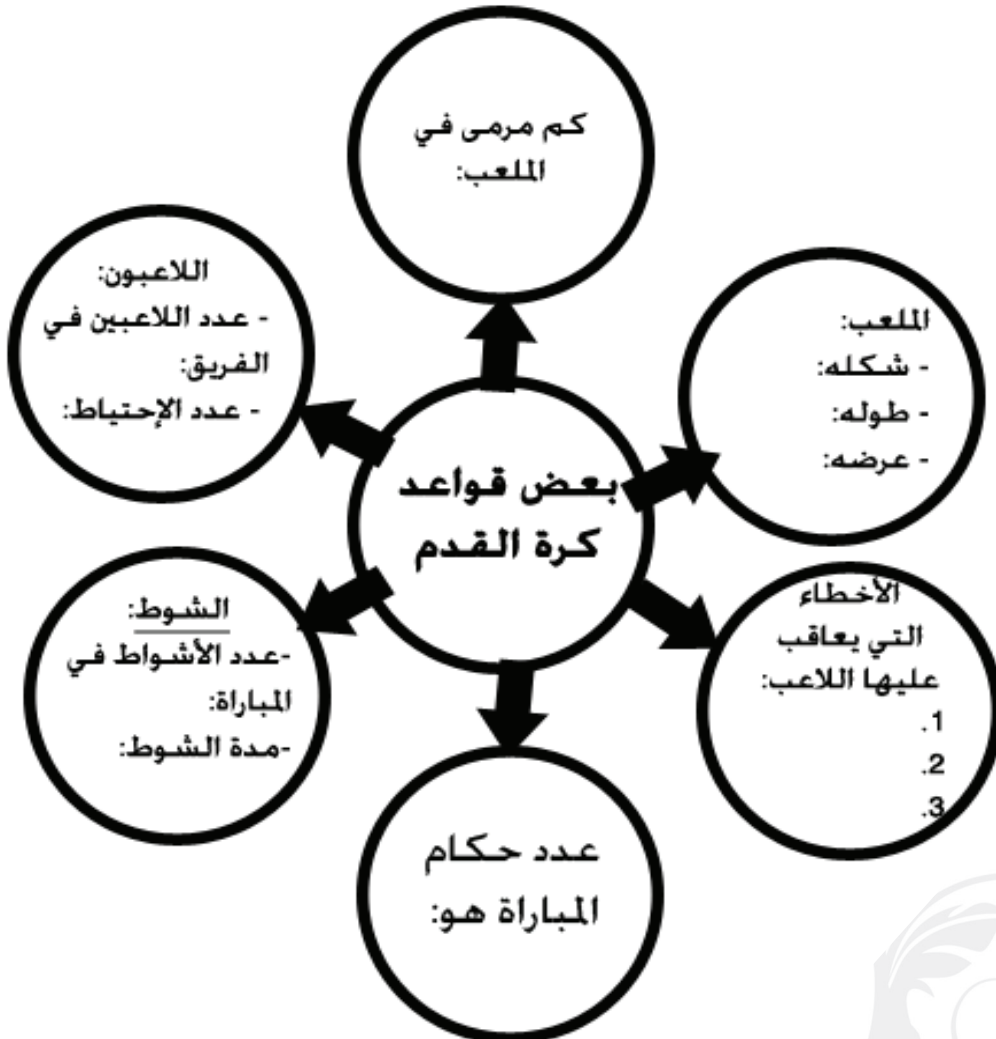 كم مرمى في
الملعب:
اللاعبون:
- عدد اللاعبين في
الفريق:
- عدد الإحتياط:
الملعب:
- شكله:
- طوله:
- عرضه:
بعض قواعد
كرة القدم
الشوط:
-عدد الأشواط في
المباراة:
-مدة الشوط:
الأخطاء
التي يعاقب
عليها اللاعب:
.1
.2
.3
عدد حكام
المباراة هو: